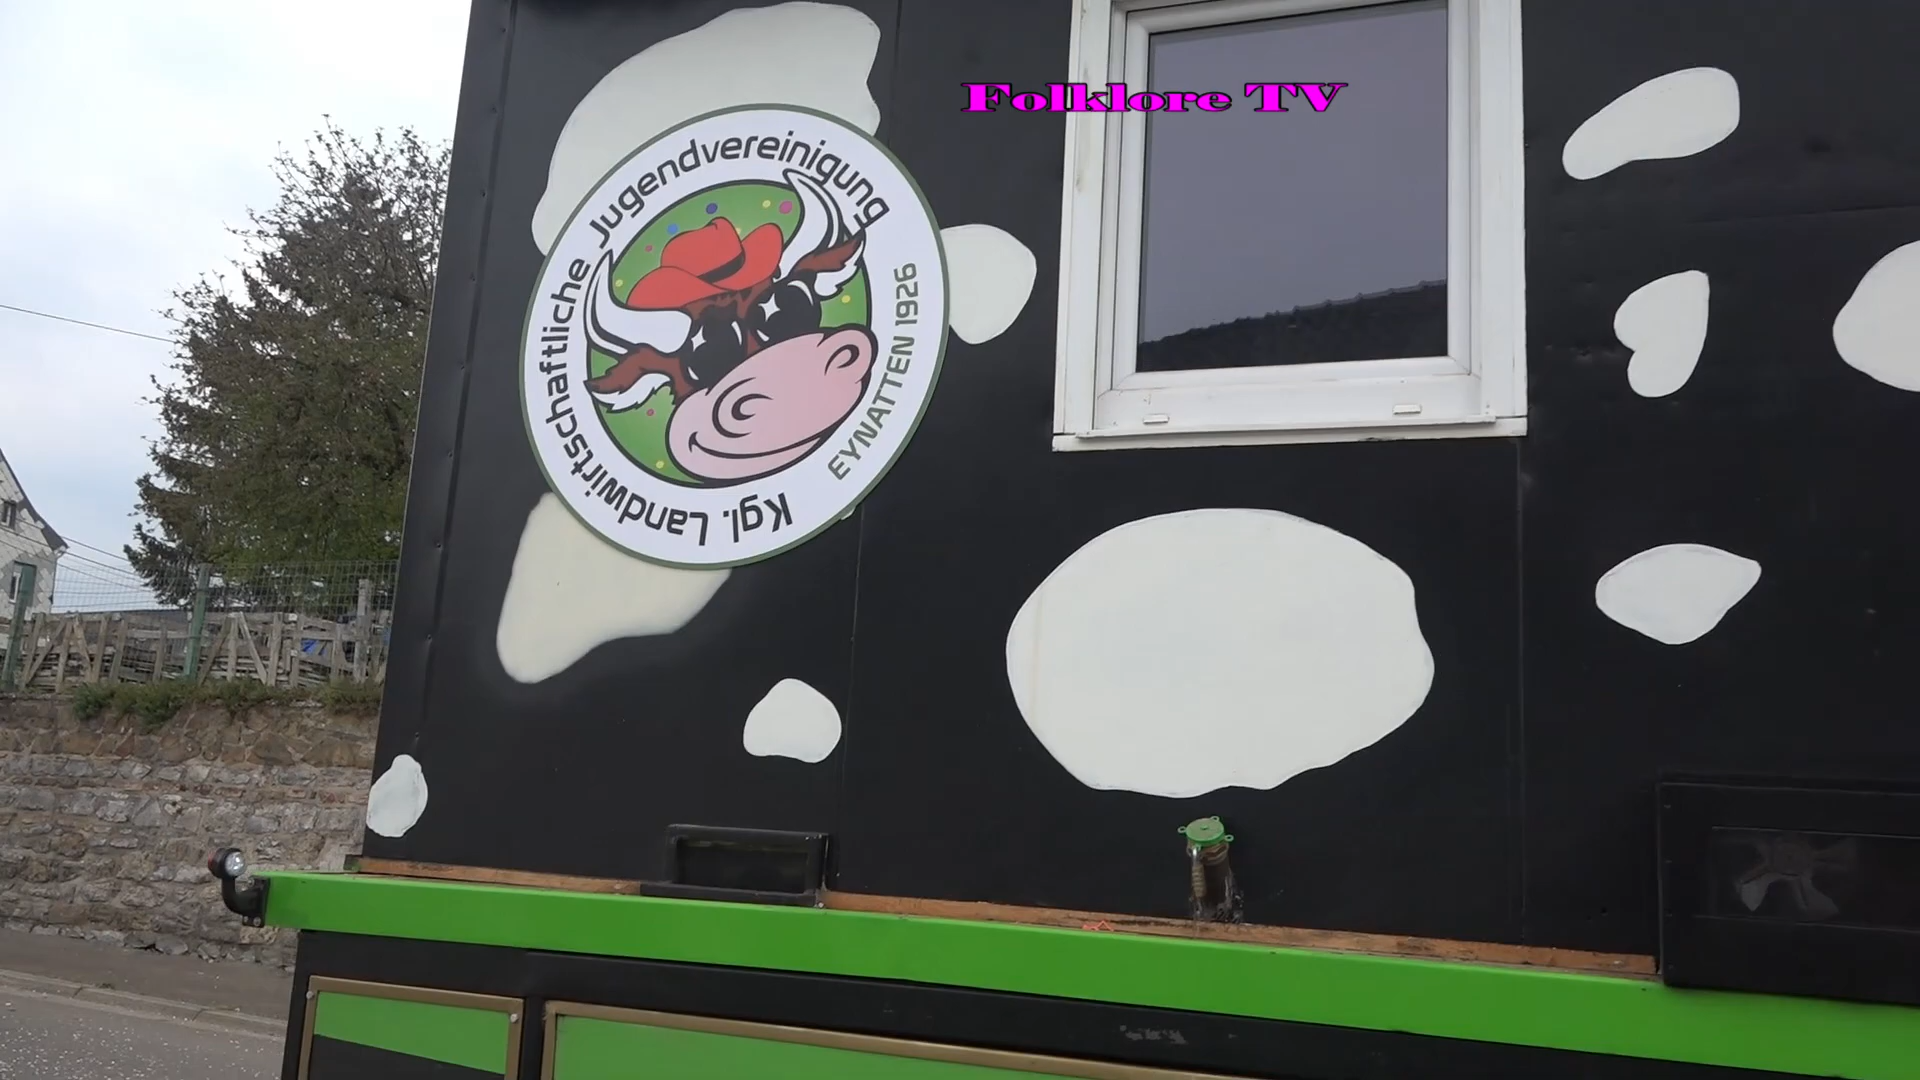 Folklore TV
Kgl. Landwirtschaftliche Jugendvereinigung
EYNATTEN 1926